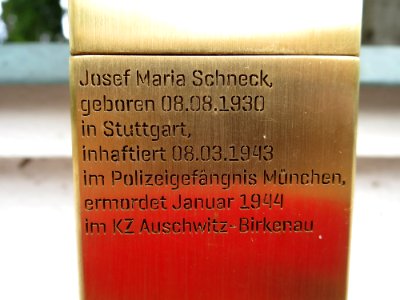 Josef Maria Schneck,
geboren 08.08.1930
in Stuttgart,
inhaftiert 08.03.1943
im Polizeigefängnis München,
ermordet Januar 1944
im KZ Auschwitz-Birkenau